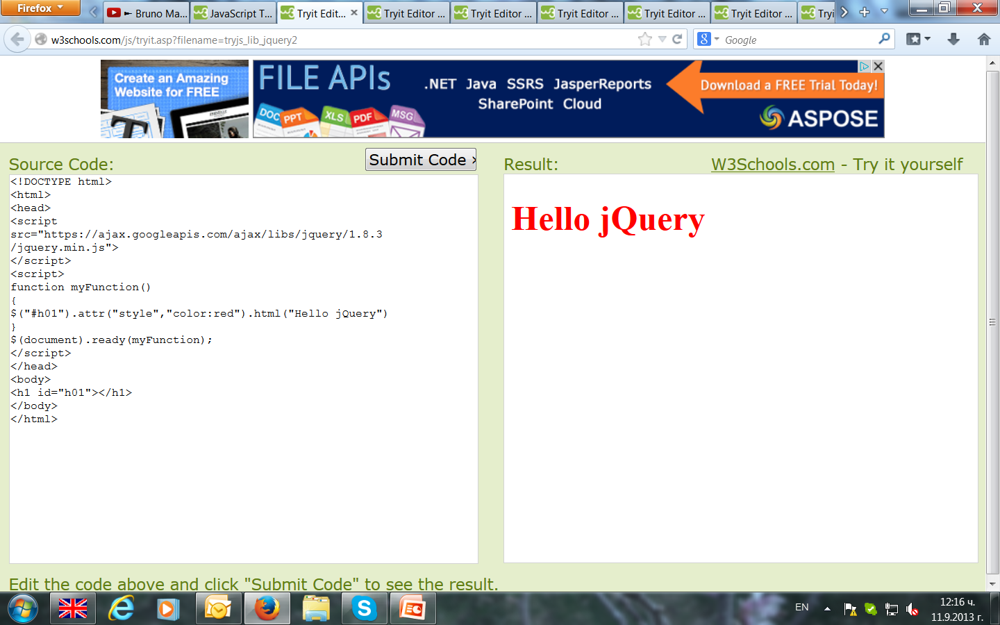 Firefox
► Bruno Ma...
JavaScript T...
Tryit Edit...
Tryit Editor ...
Tryit Editor ...
Tryit Editor ...
Tryit Editor ...
Tryit Editor ...
Tryi
w3schools.com/js/tryit.asp?filename=tryjs_lib_jquery2
Google
Create an Amazing
Website for FREE
FILE APIs
.NET Java SSRS JasperReports
SharePoint Cloud
DOC PPT XLS PDF MSG
Download a FREE Trial Today!
ASPOSE
Source Code:
Submit Code »
Result:
W3Schools.com - Try it yourself
<!DOCTYPE html>
<html>
<head>
<script
src="https://ajax.googleapis.com/ajax/libs/jquery/1.8.3
/jquery.min.js">
</script>
<script>
function myFunction()
{
$("#h01").attr("style","color:red").html("Hello jQuery")
}
$(document).ready(myFunction);
</script>
</head>
<body>
<h1 id="h01"></h1>
</body>
</html>
Hello jQuery
Edit the code above and click "Submit Code" to see the result.
EN
12:16 ч.
11.9.2013 г.